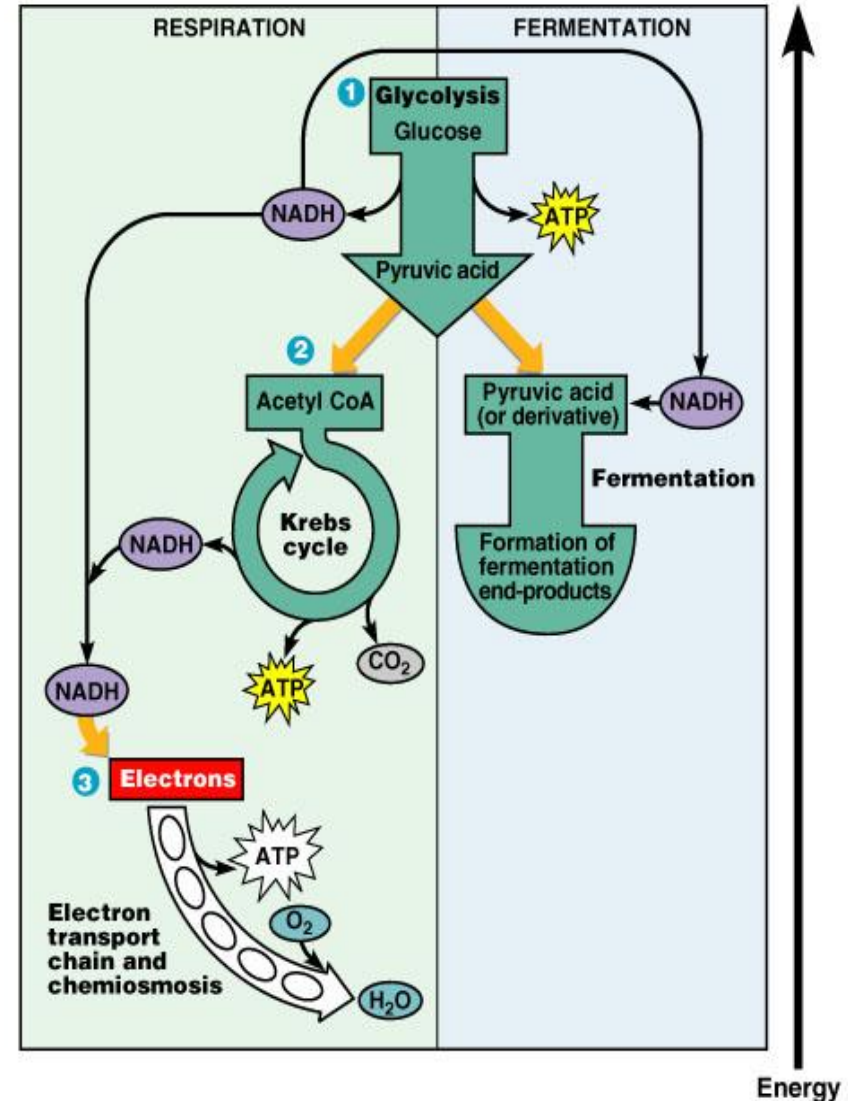 RESPIRATION
FERMENTATION
1
Glycolysis
Glucose
NADH
ATP
Pyruvic acid
2
Acetyl CoA
Pyruvic acid
(or derivative)
NADH
Fermentation
Krebs
cycle
NADH
Formation of
fermentation
end-products
CO₂
ATP
NADH
3
Electrons
ATP
Electron
transport
chain and
chemiosmosis
O₂
H₂O
Energy